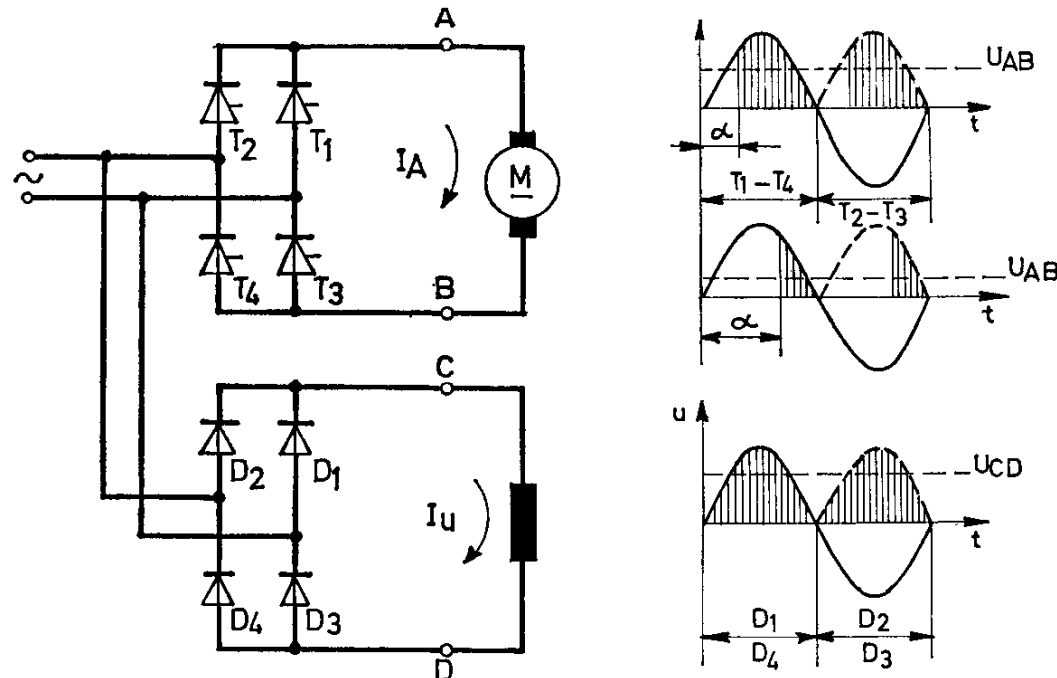 A
T2
T1
IA
M
~
T4
T3
B
C
D2
D1
Iu
D4
D3
D
UAB
t
α
T1-T4
T2-T3
UAB
t
α
u
UCD
t
D1
D2
D4
D3